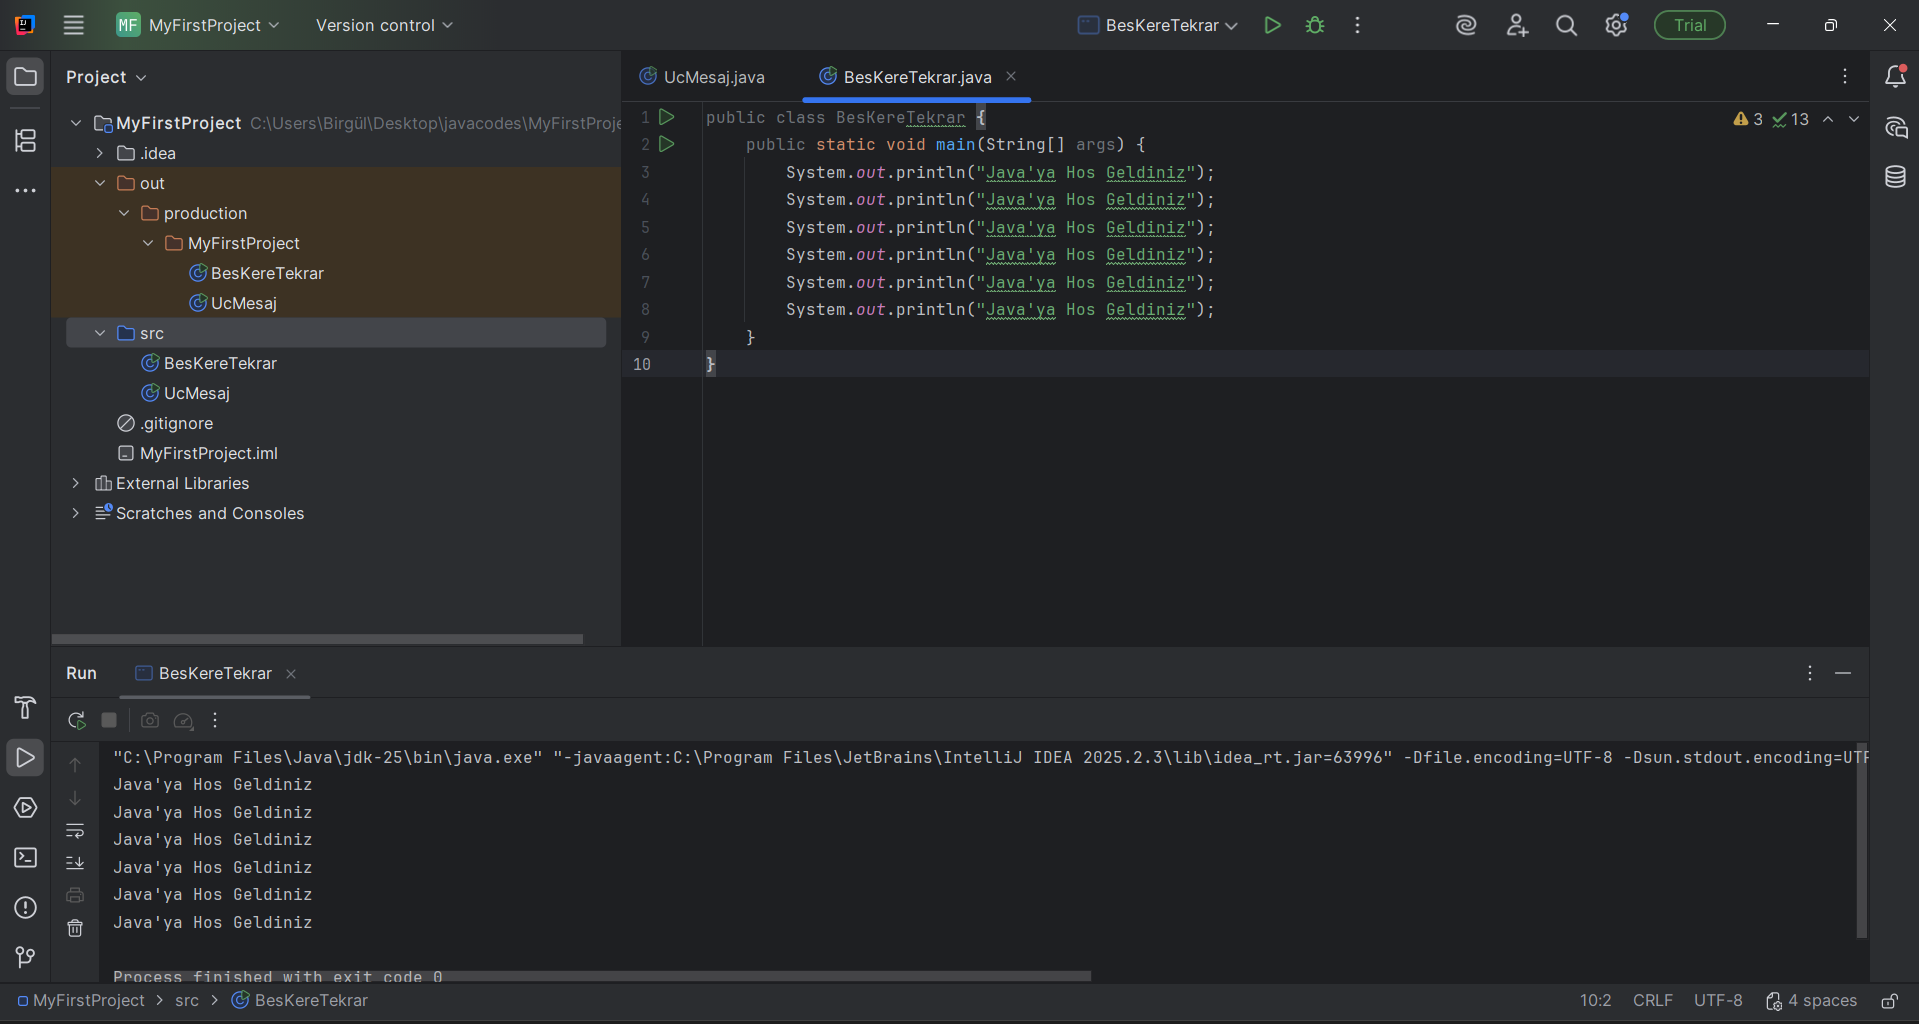 MF MyFirstProject Version control BesKereTekrar Trial
Project
UcMesaj.java BesKereTekrar.java
MyFirstProject C:\Users\Birgül\Desktop\javacodes\MyFirstProje
.idea
out
production
MyFirstProject
BesKereTekrar
UcMesaj
src
BesKereTekrar
UcMesaj
.gitignore
MyFirstProject.iml
External Libraries
Scratches and Consoles
3 13
1 public class BesKereTekrar {
2 public static void main(String[] args) {
3 System.out.println("Java'ya Hos Geldiniz");
4 System.out.println("Java'ya Hos Geldiniz");
5 System.out.println("Java'ya Hos Geldiniz");
6 System.out.println("Java'ya Hos Geldiniz");
7 System.out.println("Java'ya Hos Geldiniz");
8 System.out.println("Java'ya Hos Geldiniz");
9 }
10 }
Run BesKereTekrar
"C:\Program Files\Java\jdk-25\bin\java.exe" "-javaagent:C:\Program Files\JetBrains\IntelliJ IDEA 2025.2.3\lib\idea_rt.jar=63996" -Dfile.encoding=UTF-8 -Dsun.stdout.encoding=UTF
Java'ya Hos Geldiniz
Java'ya Hos Geldiniz
Java'ya Hos Geldiniz
Java'ya Hos Geldiniz
Java'ya Hos Geldiniz
Java'ya Hos Geldiniz
Process finished with exit code 0
MyFirstProject > src > BesKereTekrar 10:2 CRLF UTF-8 4 spaces